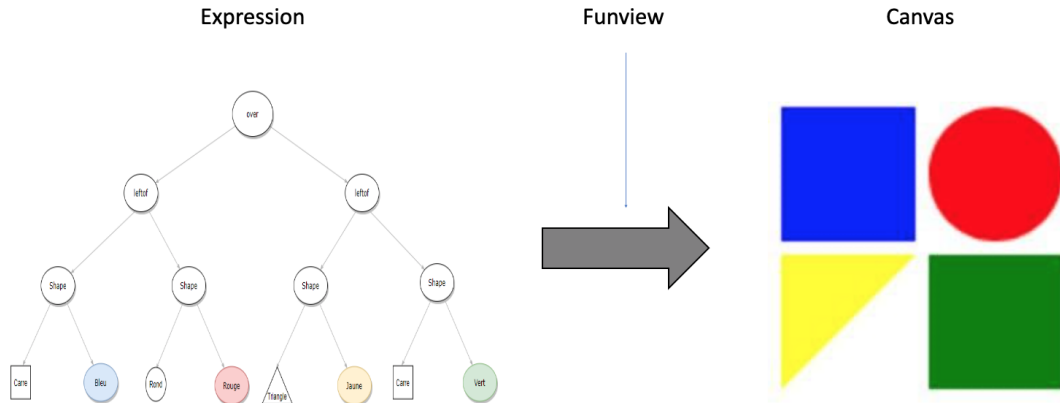 Expression
Funview
Canvas
over
leftof
leftof
Shape
Shape
Shape
Shape
Carre
Bleu
Rond
Rouge
Triangle
Jaune
Carre
Vert